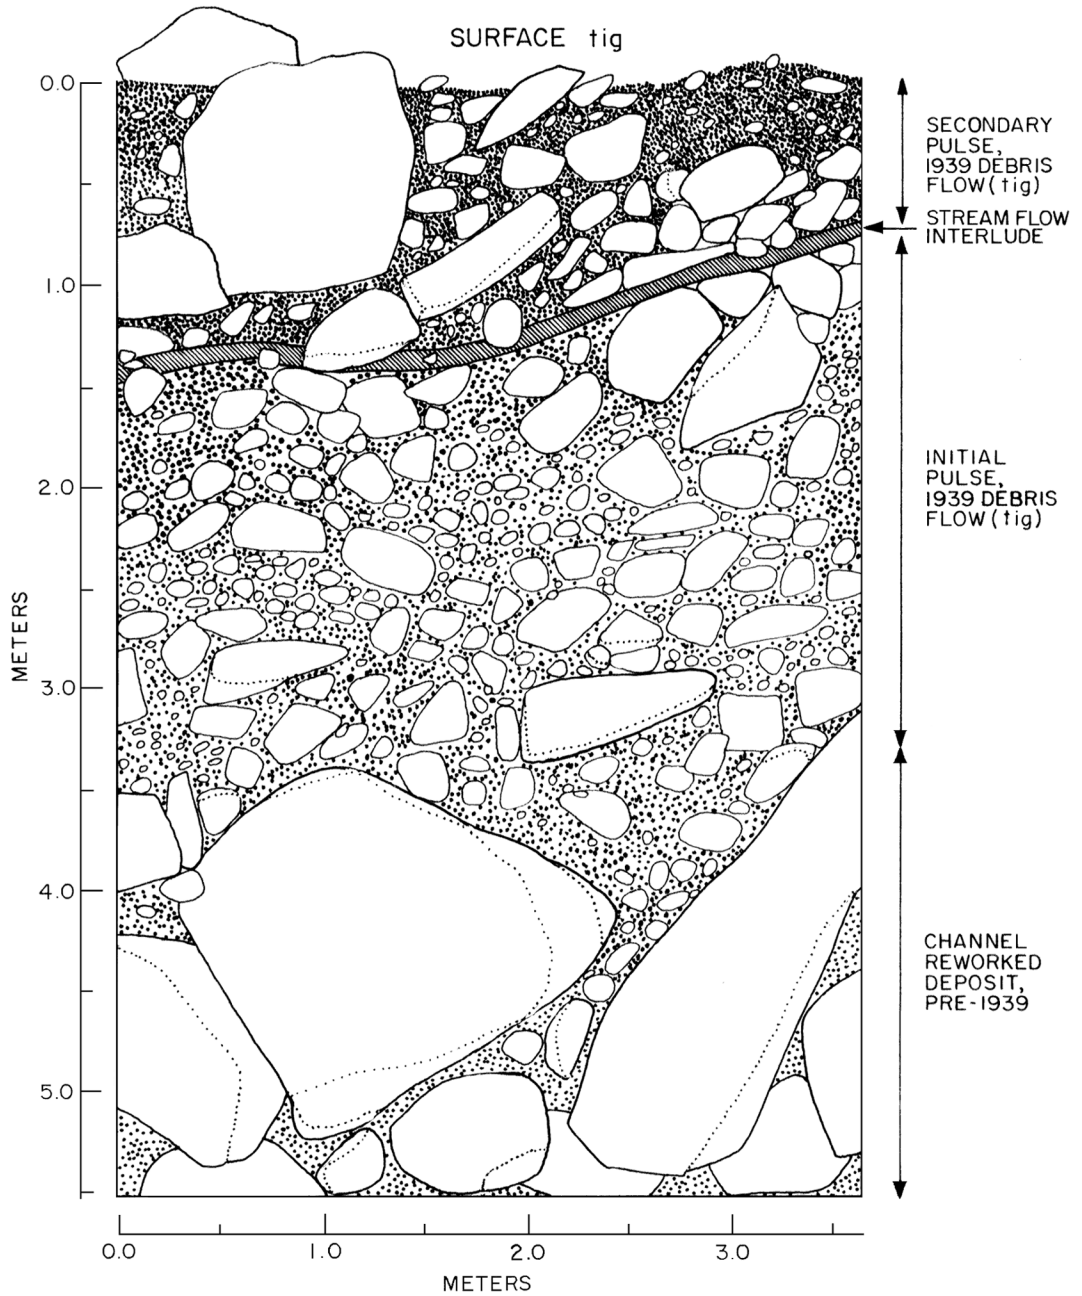 SURFACE tig
0.0
1.0
2.0
3.0
4.0
5.0
METERS
SECONDARY
PULSE,
1939 DEBRIS
FLOW (tig)
STREAM FLOW
INTERLUDE
INITIAL
PULSE,
1939 DEBRIS
FLOW (tig)
CHANNEL
REWORKED
DEPOSIT,
PRE-1939
0.0 1.0 2.0 3.0
METERS